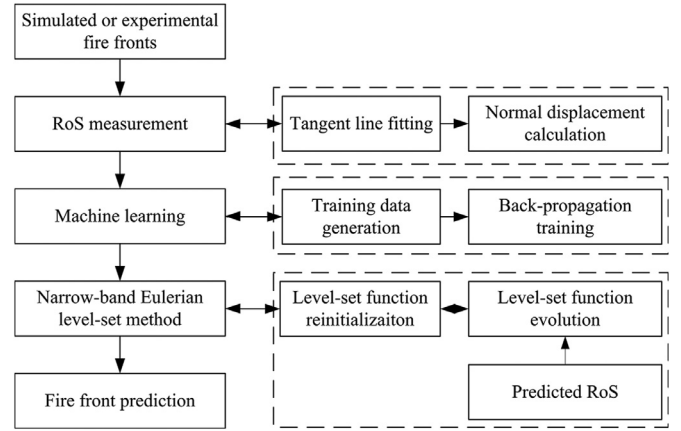 Simulated or experimental
fire fronts
RoS measurement
Tangent line fitting
Normal displacement
calculation
Machine learning
Training data
generation
Back-propagation
training
Narrow-band Eulerian
level-set method
Level-set function
reinitializaiton
Level-set function
evolution
Fire front prediction
Predicted RoS